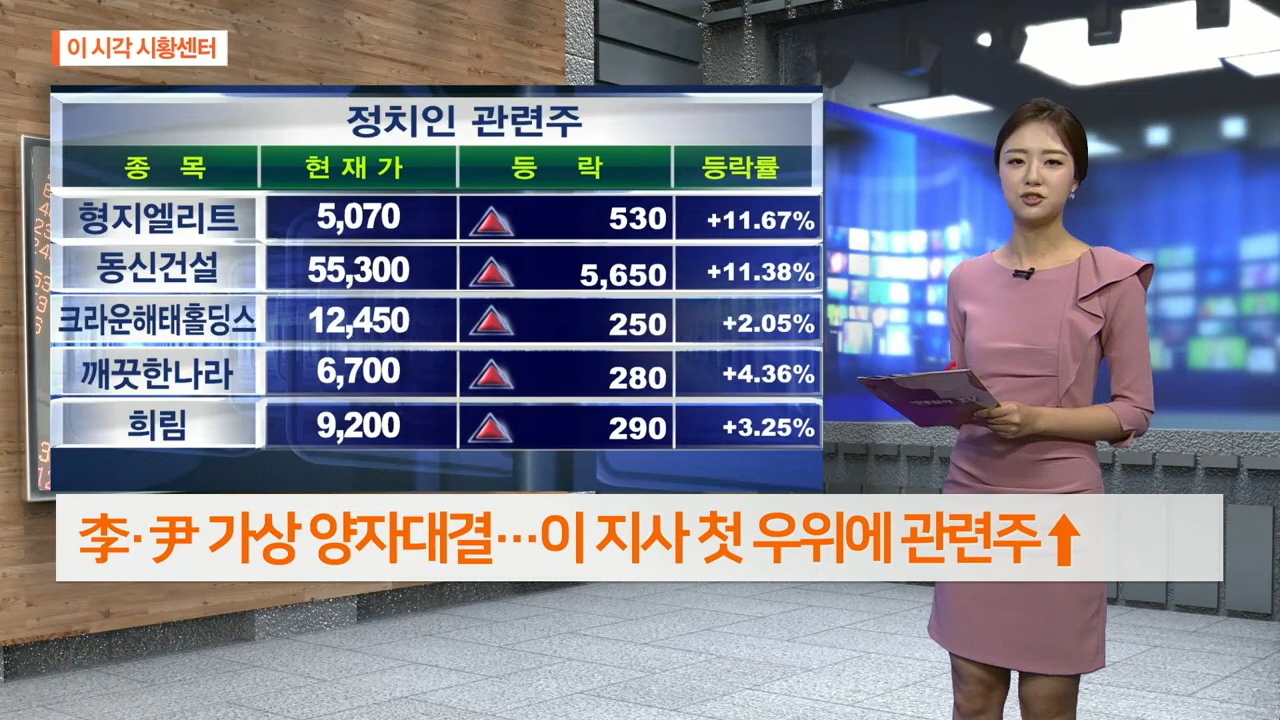 이 시각 시황센터
정치인 관련주
종 목 현 재 가 등 락 등락률
형지엘리트 5,070 ▲ 530 +11.67%
동신건설 55,300 ▲ 5,650 +11.38%
크라운해태홀딩스 12,450 ▲ 250 +2.05%
깨끗한나라 6,700 ▲ 280 +4.36%
희림 9,200 ▲ 290 +3.25%
李·尹 가상 양자대결…이 지사 첫 우위에 관련주⬆